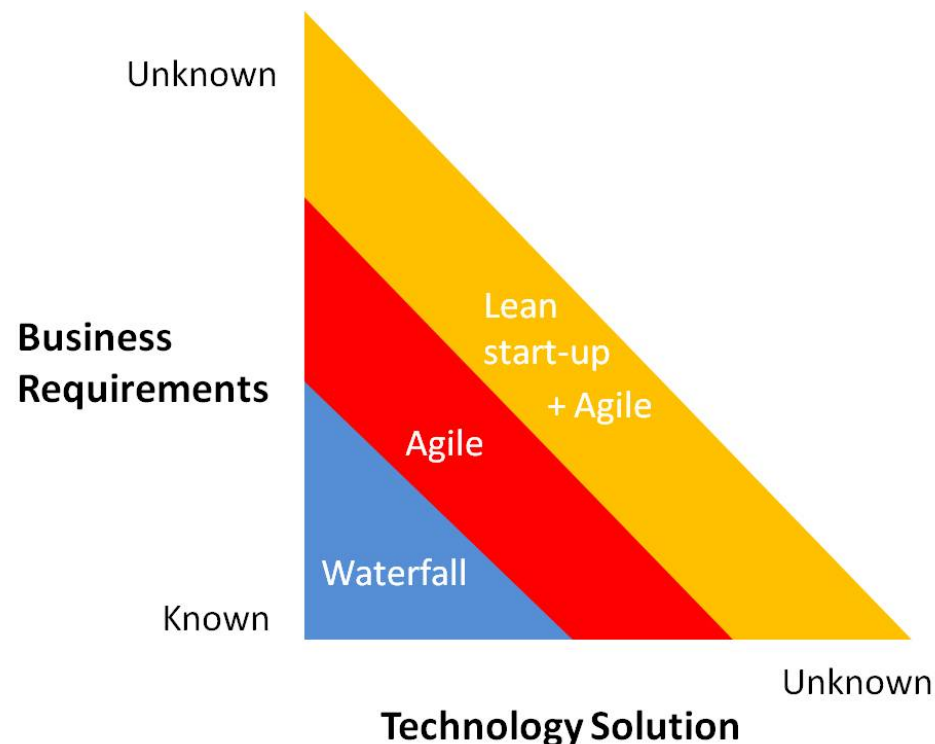 Unknown
Lean
start-up
+ Agile
Business
Requirements
Agile
Waterfall
Known
Unknown
Technology Solution